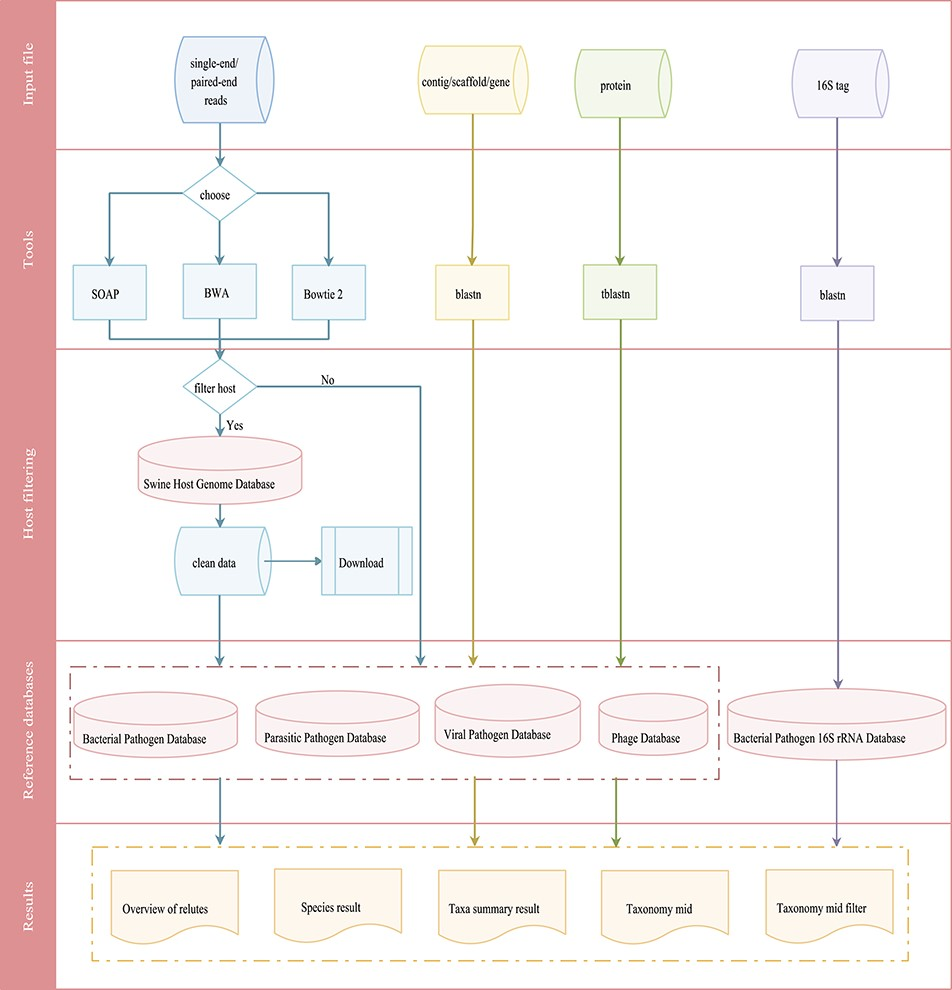 Input file
single-end/
paired-end
reads
contig/scaffold/gene
protein
16S tag
Tools
choose
SOAP
BWA
Bowtie 2
blastn
tblastn
blastn
Host filtering
filter host
No
Yes
Swine Host Genome Database
clean data
Download
Reference databases
Bacterial Pathogen Database
Parasitic Pathogen Database
Viral Pathogen Database
Phage Database
Bacterial Pathogen 16S rRNA Database
Results
Overview of relutes
Species result
Taxa summary result
Taxonomy mid
Taxonomy mid filter